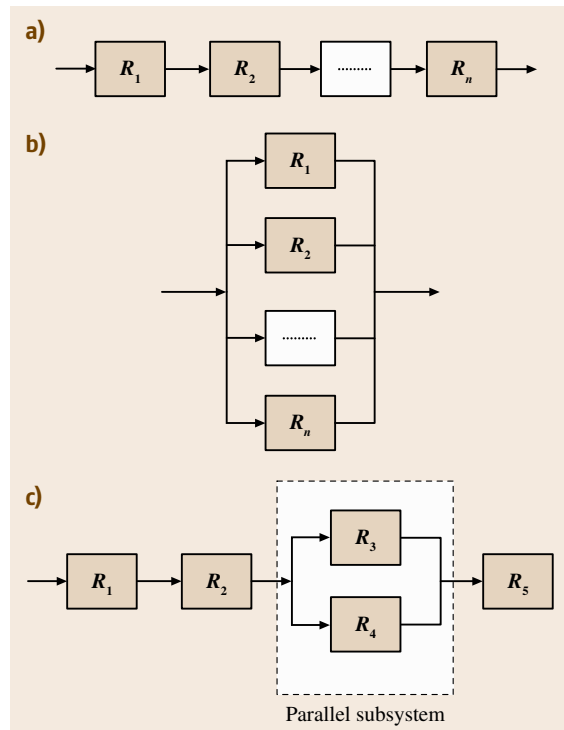 a)
R1 R2 ......... Rn
b)
R1
R2
.........
Rn
c)
R3
R1 R2 R5
R4
Parallel subsystem